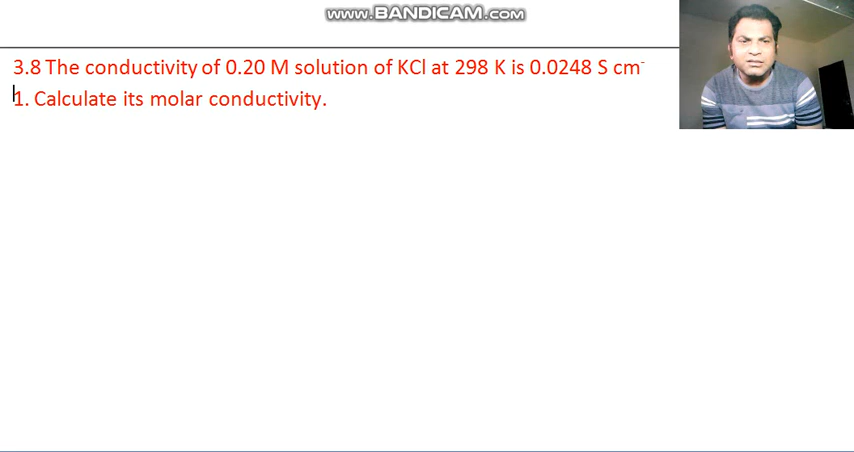 www.BANDICAM.com
3.8 The conductivity of 0.20 M solution of KCl at 298 K is 0.0248 S cm⁻
1. Calculate its molar conductivity.